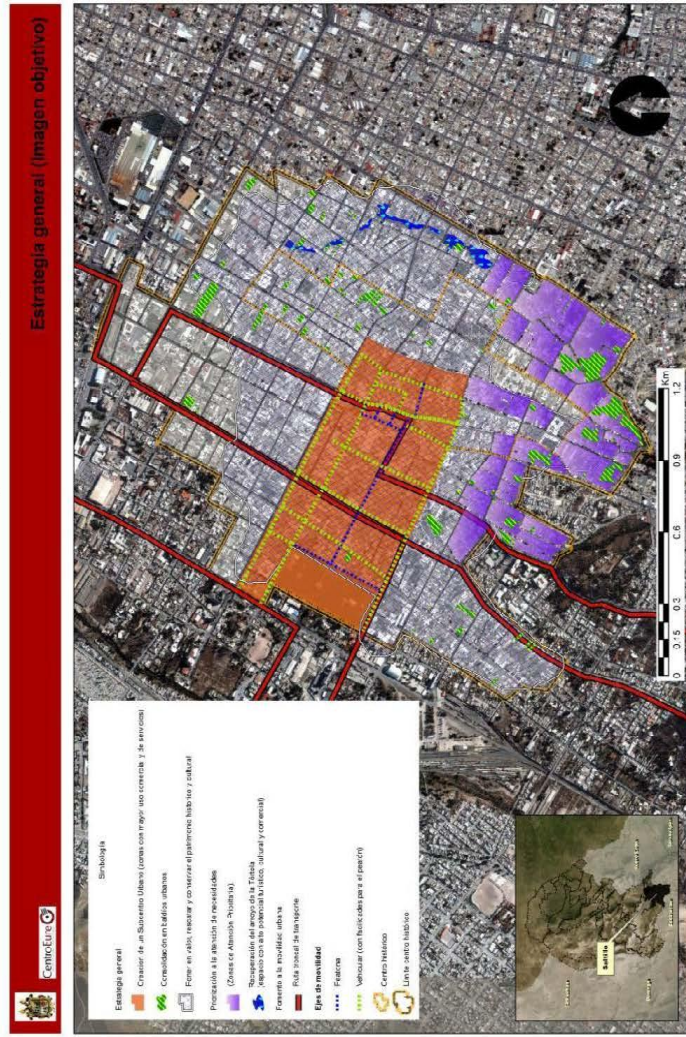 Estrategia general (imagen objetivo)
CentroEure
Simbología
Estrategia general
Creación de un Subcentro Urbano (zonas con mayor uso comercial y de servicios)
Consolidación en baldíos urbanos
Poner en valor, rescatar y conservar el patrimonio histórico y cultural
Priorización a la atención de necesidades
(Zonas de Atención Prioritaria)
Recuperación del arroyo de la Tórtola
(espacio con alto potencial turístico, cultural y comercial)
Fomento a la movilidad urbana
Ruta troncal de transporte
Ejes de movilidad
Peatonal
Vehicular (con facilidades para el peatón)
Centro histórico
Límite centro histórico
Saltillo
0 0.15 0.3 0.6 0.9 1.2
Km